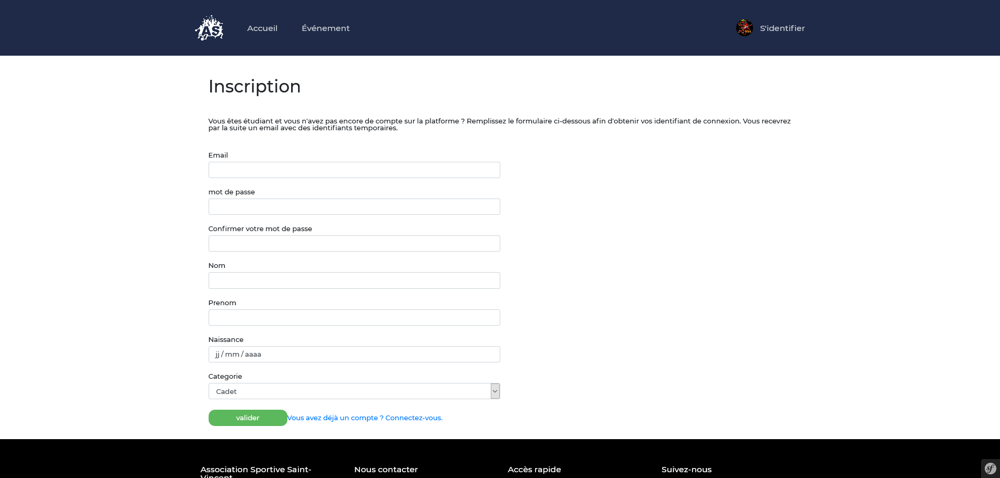 AS
Accueil
Événement
S'identifier
Inscription
Vous êtes étudiant et vous n'avez pas encore de compte sur la platforme ? Remplissez le formulaire ci-dessous afin d'obtenir vos identifiant de connexion. Vous recevrez
par la suite un email avec des identifiants temporaires.
Email
mot de passe
Confirmer votre mot de passe
Nom
Prenom
Naissance
jj / mm / aaaa
Categorie
Cadet
valider
Vous avez déjà un compte ? Connectez-vous.
Association Sportive Saint-
Vincent
Nous contacter
Accès rapide
Suivez-nous
sf